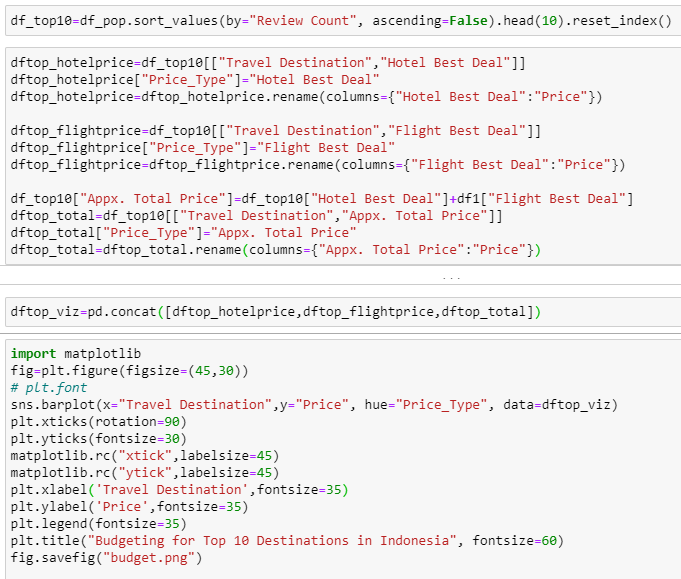 df_top10=df_pop.sort_values(by="Review Count", ascending=False).head(10).reset_index()
dftop_hotelprice=df_top10[["Travel Destination","Hotel Best Deal"]]
dftop_hotelprice["Price_Type"]="Hotel Best Deal"
dftop_hotelprice=dftop_hotelprice.rename(columns={"Hotel Best Deal":"Price"})
dftop_flightprice=df_top10[["Travel Destination","Flight Best Deal"]]
dftop_flightprice["Price_Type"]="Flight Best Deal"
dftop_flightprice=dftop_flightprice.rename(columns={"Flight Best Deal":"Price"})
df_top10["Appx. Total Price"]=df_top10["Hotel Best Deal"]+df1["Flight Best Deal"]
dftop_total=df_top10[["Travel Destination","Appx. Total Price"]]
dftop_total["Price_Type"]="Appx. Total Price"
dftop_total=dftop_total.rename(columns={"Appx. Total Price":"Price"})
...
dftop_viz=pd.concat([dftop_hotelprice,dftop_flightprice,dftop_total])
import matplotlib
fig=plt.figure(figsize=(45,30))
# plt.font
sns.barplot(x="Travel Destination",y="Price", hue="Price_Type", data=dftop_viz)
plt.xticks(rotation=90)
plt.yticks(fontsize=30)
matplotlib.rc("xtick",labelsize=45)
matplotlib.rc("ytick",labelsize=45)
plt.xlabel('Travel Destination',fontsize=35)
plt.ylabel('Price',fontsize=35)
plt.legend(fontsize=35)
plt.title("Budgeting for Top 10 Destinations in Indonesia", fontsize=60)
fig.savefig("budget.png")